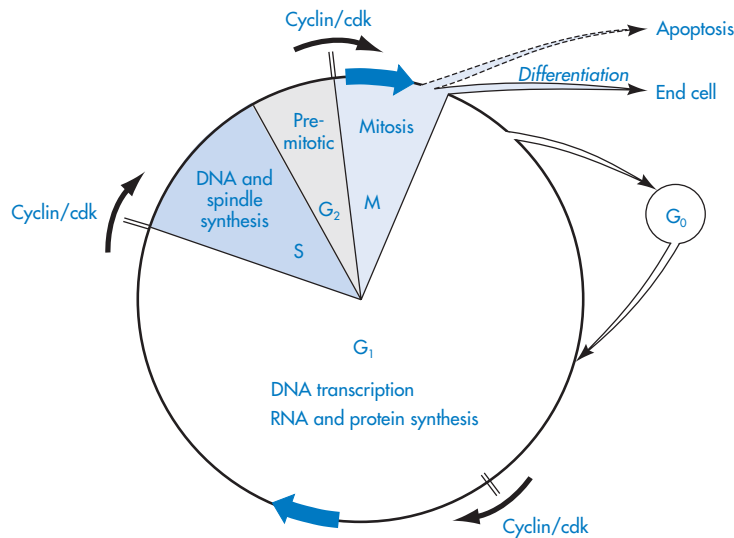 Cyclin/cdk
Apoptosis
Differentiation
End cell
Pre-
mitotic
Mitosis
DNA and
spindle
synthesis
Cyclin/cdk
G2
M
G0
S
G1
DNA transcription
RNA and protein synthesis
Cyclin/cdk